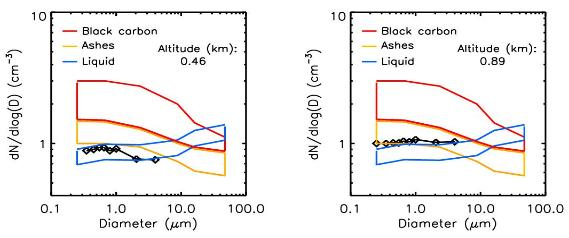 10
Black carbon
Ashes
Liquid
Altitude (km):
0.46
1
dN/dlog(D) (cm⁻³)
0.1
1.0
10.0
100.0
Diameter (μm)
10
Black carbon
Ashes
Liquid
Altitude (km):
0.89
1
dN/dlog(D) (cm⁻³)
0.1
1.0
10.0
100.0
Diameter (μm)